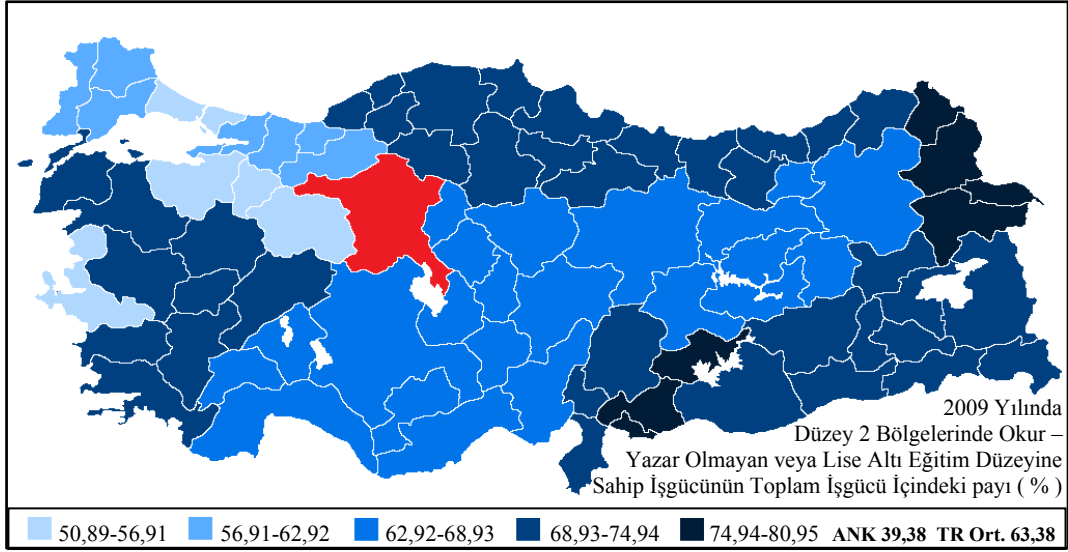 2009 Yılında
Düzey 2 Bölgelerinde Okur –
Yazar Olmayan veya Lise Altı Eğitim Düzeyine
Sahip İşgücünün Toplam İşgücü İçindeki payı ( % )
50,89-56,91 56,91-62,92 62,92-68,93 68,93-74,94 74,94-80,95 ANK 39,38 TR Ort. 63,38